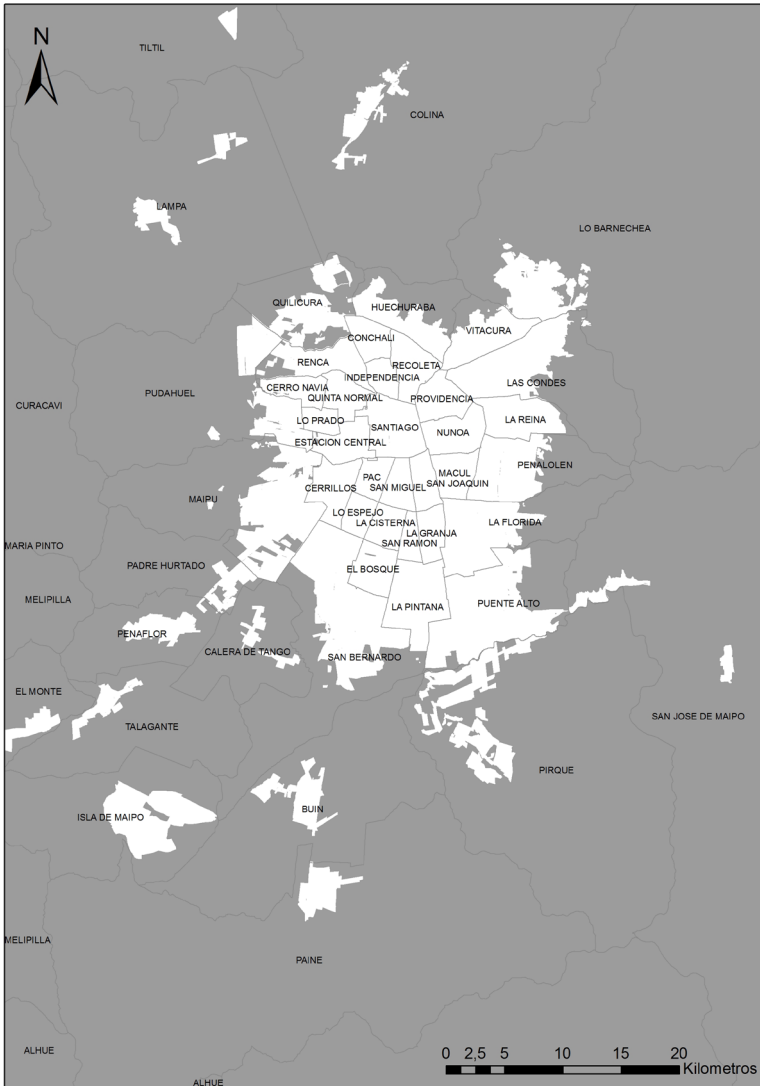 N
TILTIL
COLINA
LAMPA
LO BARNECHEA
QUILICURA
HUECHURABA
VITACURA
CONCHALI
RENCA
RECOLETA
INDEPENDENCIA
CERRO NAVIA
LAS CONDES
PUDAHUEL
QUINTA NORMAL
PROVIDENCIA
CURACAVI
LO PRADO
SANTIAGO
NUNOA
LA REINA
ESTACION CENTRAL
PENALOLEN
PAC
MACUL
CERRILLOS
SAN MIGUEL
SAN JOAQUIN
MAIPU
LO ESPEJO
LA CISTERNA
LA GRANJA
LA FLORIDA
SAN RAMON
MARIA PINTO
PADRE HURTADO
EL BOSQUE
MELIPILLA
LA PINTANA
PUENTE ALTO
PENAFLOR
CALERA DE TANGO
SAN BERNARDO
EL MONTE
TALAGANTE
SAN JOSE DE MAIPO
PIRQUE
ISLA DE MAIPO
BUIN
MELIPILLA
PAINE
ALHUE
ALHUE
0 2,5 5 10 15 20
Kilometros